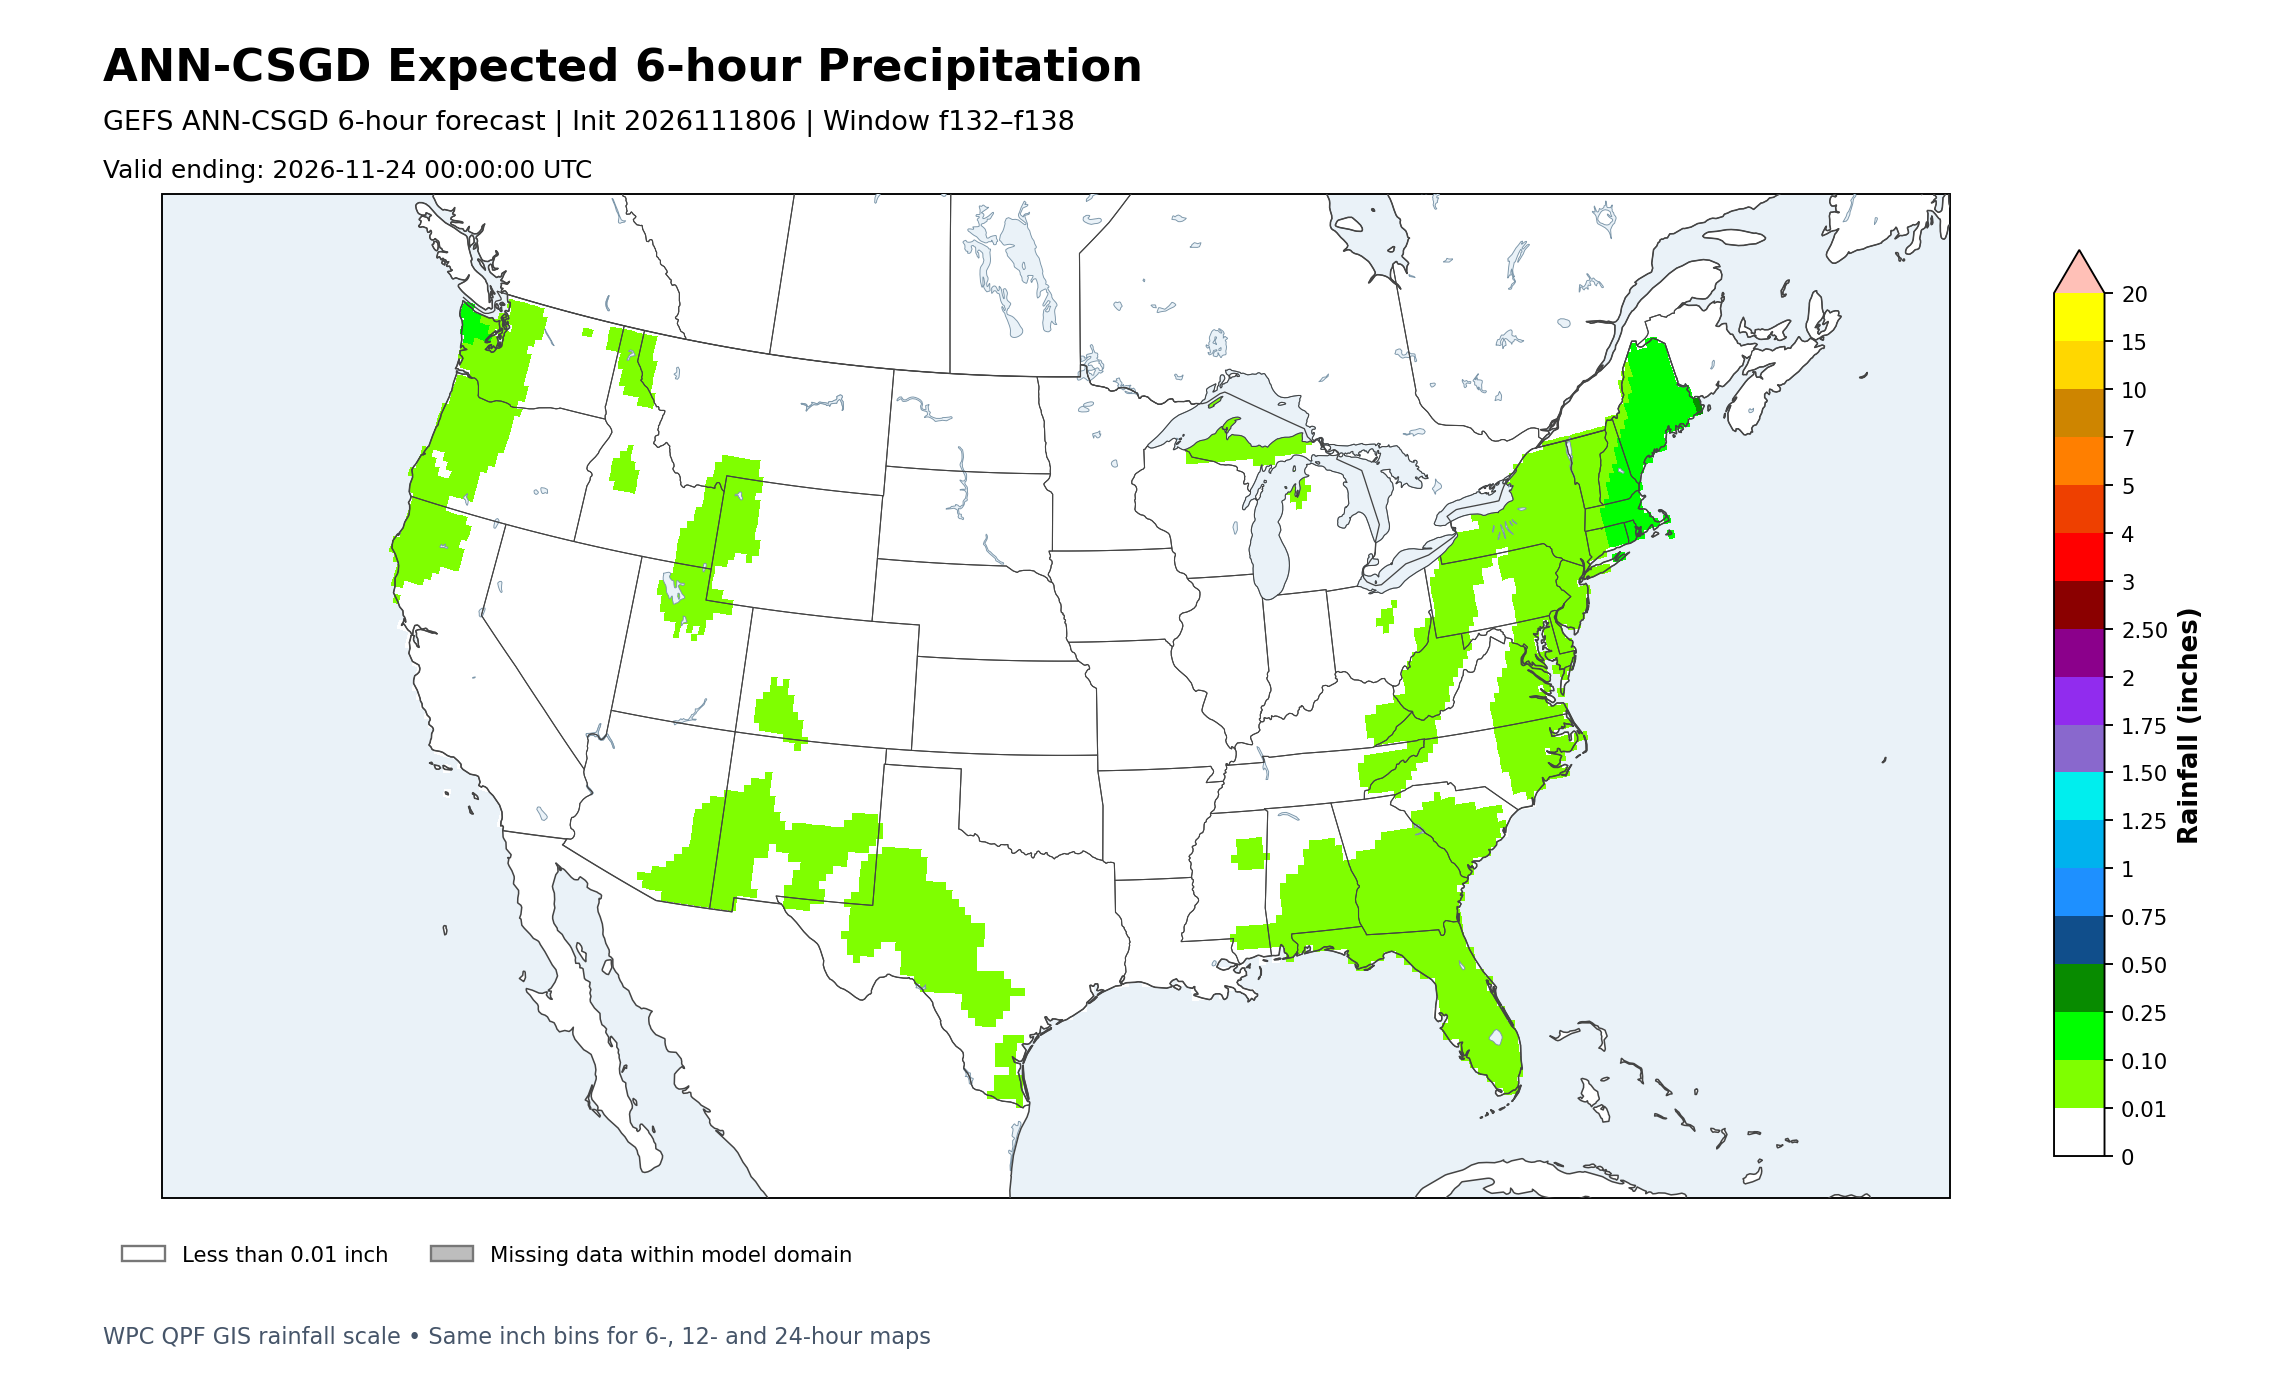 ANN-CSGD Expected 6-hour Precipitation
GEFS ANN-CSGD 6-hour forecast | Init 2026111806 | Window f132–f138
Valid ending: 2026-11-24 00:00:00 UTC
20
15
10
7
5
4
3
2.50
2
1.75
1.50
1.25
1
0.75
0.50
0.25
0.10
0.01
0
Rainfall (inches)
Less than 0.01 inch
Missing data within model domain
WPC QPF GIS rainfall scale • Same inch bins for 6-, 12- and 24-hour maps